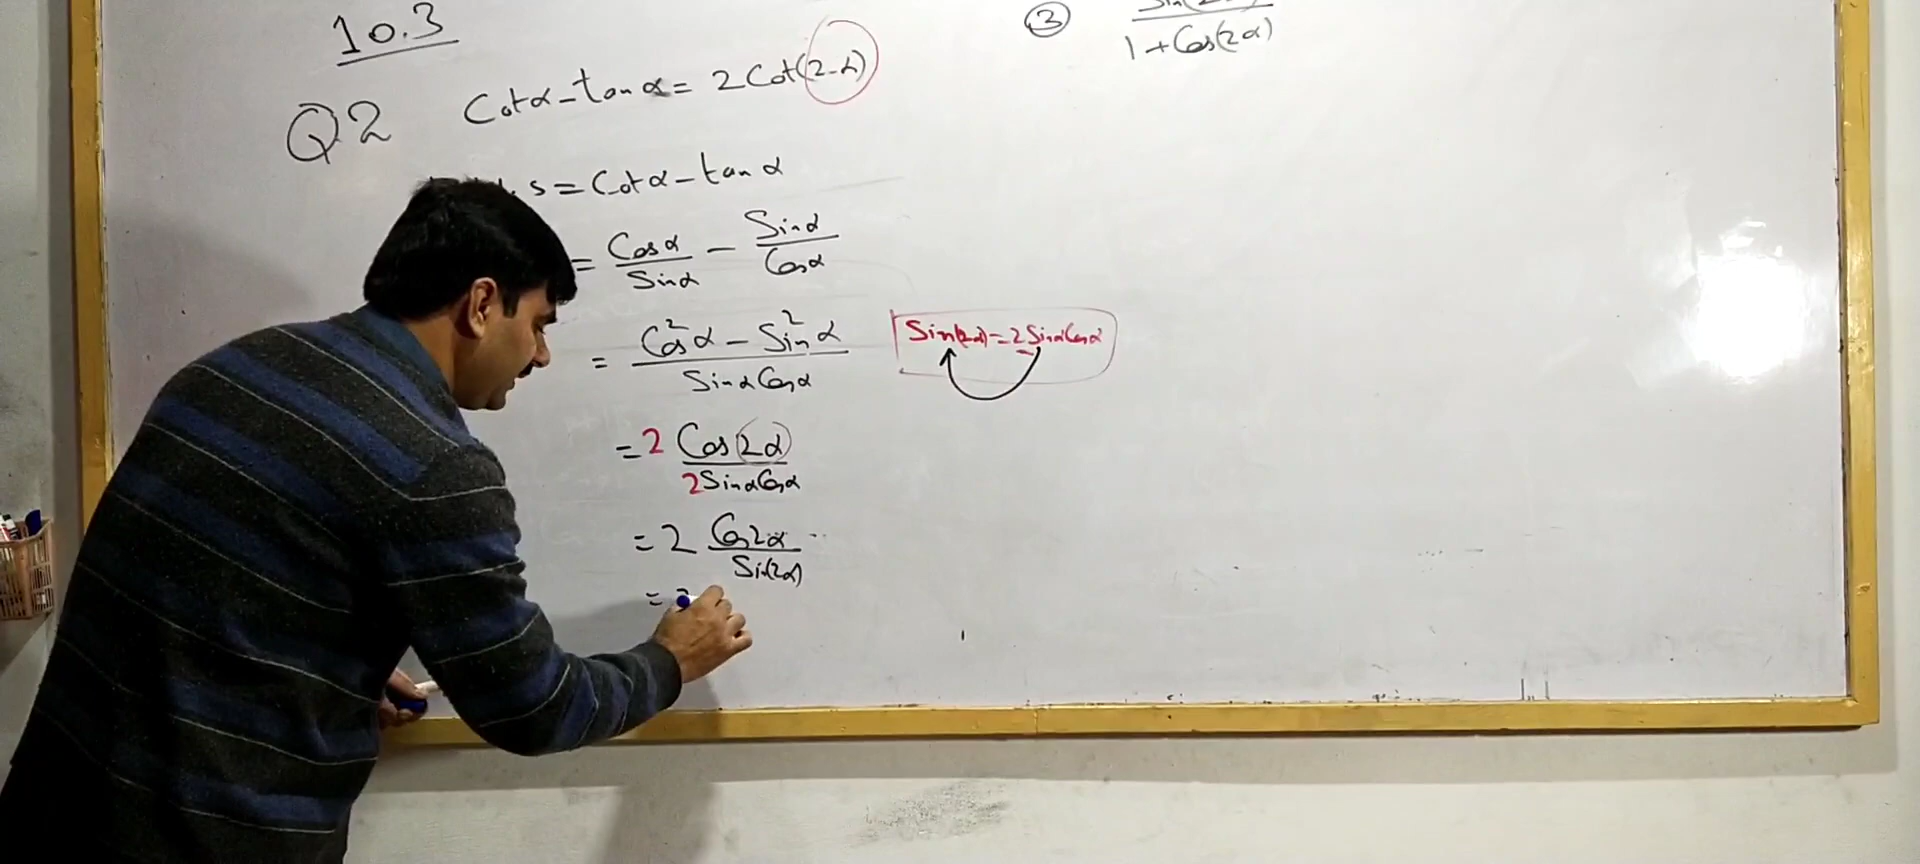 10.3
Q2 Cotα - tanα = 2Cot(2-α)
s = Cotα - tanα
= Cosα/Sinα - Sinα/Cosα
= Cos²α - Sin²α / SinαCosα
Sin(2α) = 2SinαCosα
= 2 Cos(2α) / 2SinαCosα
= 2 Cos2α / Sin(2α)
=
③ Sin( / 1+Cos(2α)